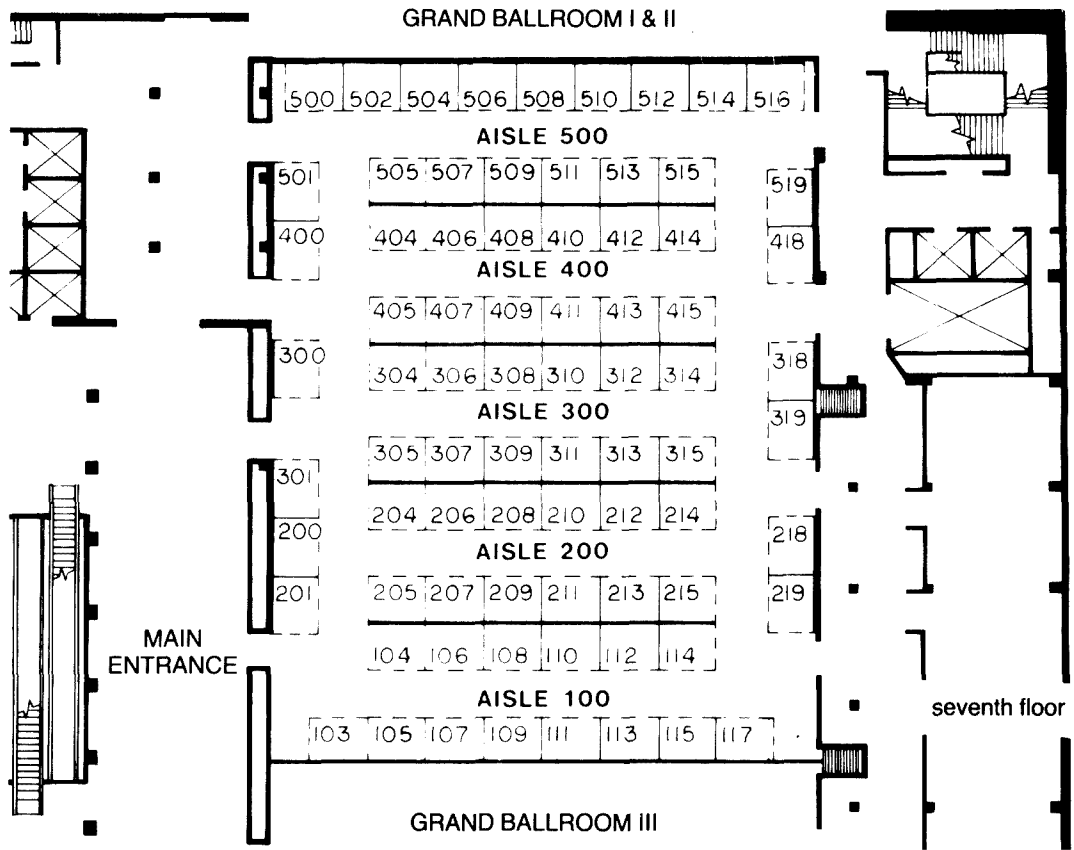 GRAND BALLROOM I & II
500 502 504 506 508 510 512 514 516
AISLE 500
501 505 507 509 511 513 515 519
400 404 406 408 410 412 414 418
AISLE 400
405 407 409 411 413 415
300 304 306 308 310 312 314 318
AISLE 300 319
305 307 309 311 313 315
301
200 204 206 208 210 212 214 218
AISLE 200
201 205 207 209 211 213 215 219
MAIN
ENTRANCE
104 106 108 110 112 114
AISLE 100
seventh floor
103 105 107 109 111 113 115 117
GRAND BALLROOM III